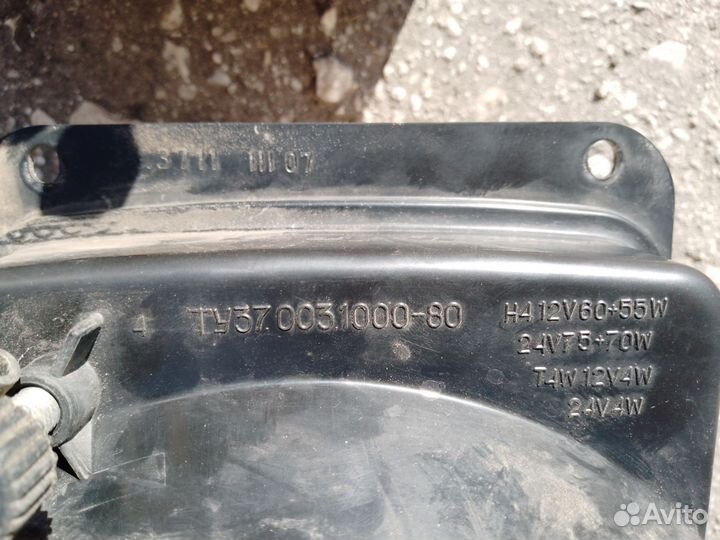 .3711 III 07
4 ТУ37.003.1000-80
H4 12V60+55W
24V75+70W
T4W 12V4W
24V4W
Avito